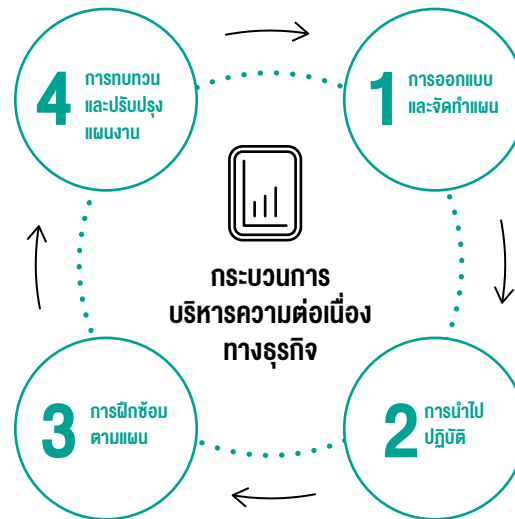 1
การออกแบบ
และจัดทำแผน
2
การนำไป
ปฏิบัติ
3
การฝึกซ้อม
ตามแผน
4
การทบทวน
และปรับปรุง
แผนงาน
กระบวนการ
บริหารความต่อเนื่อง
ทางธุรกิจ